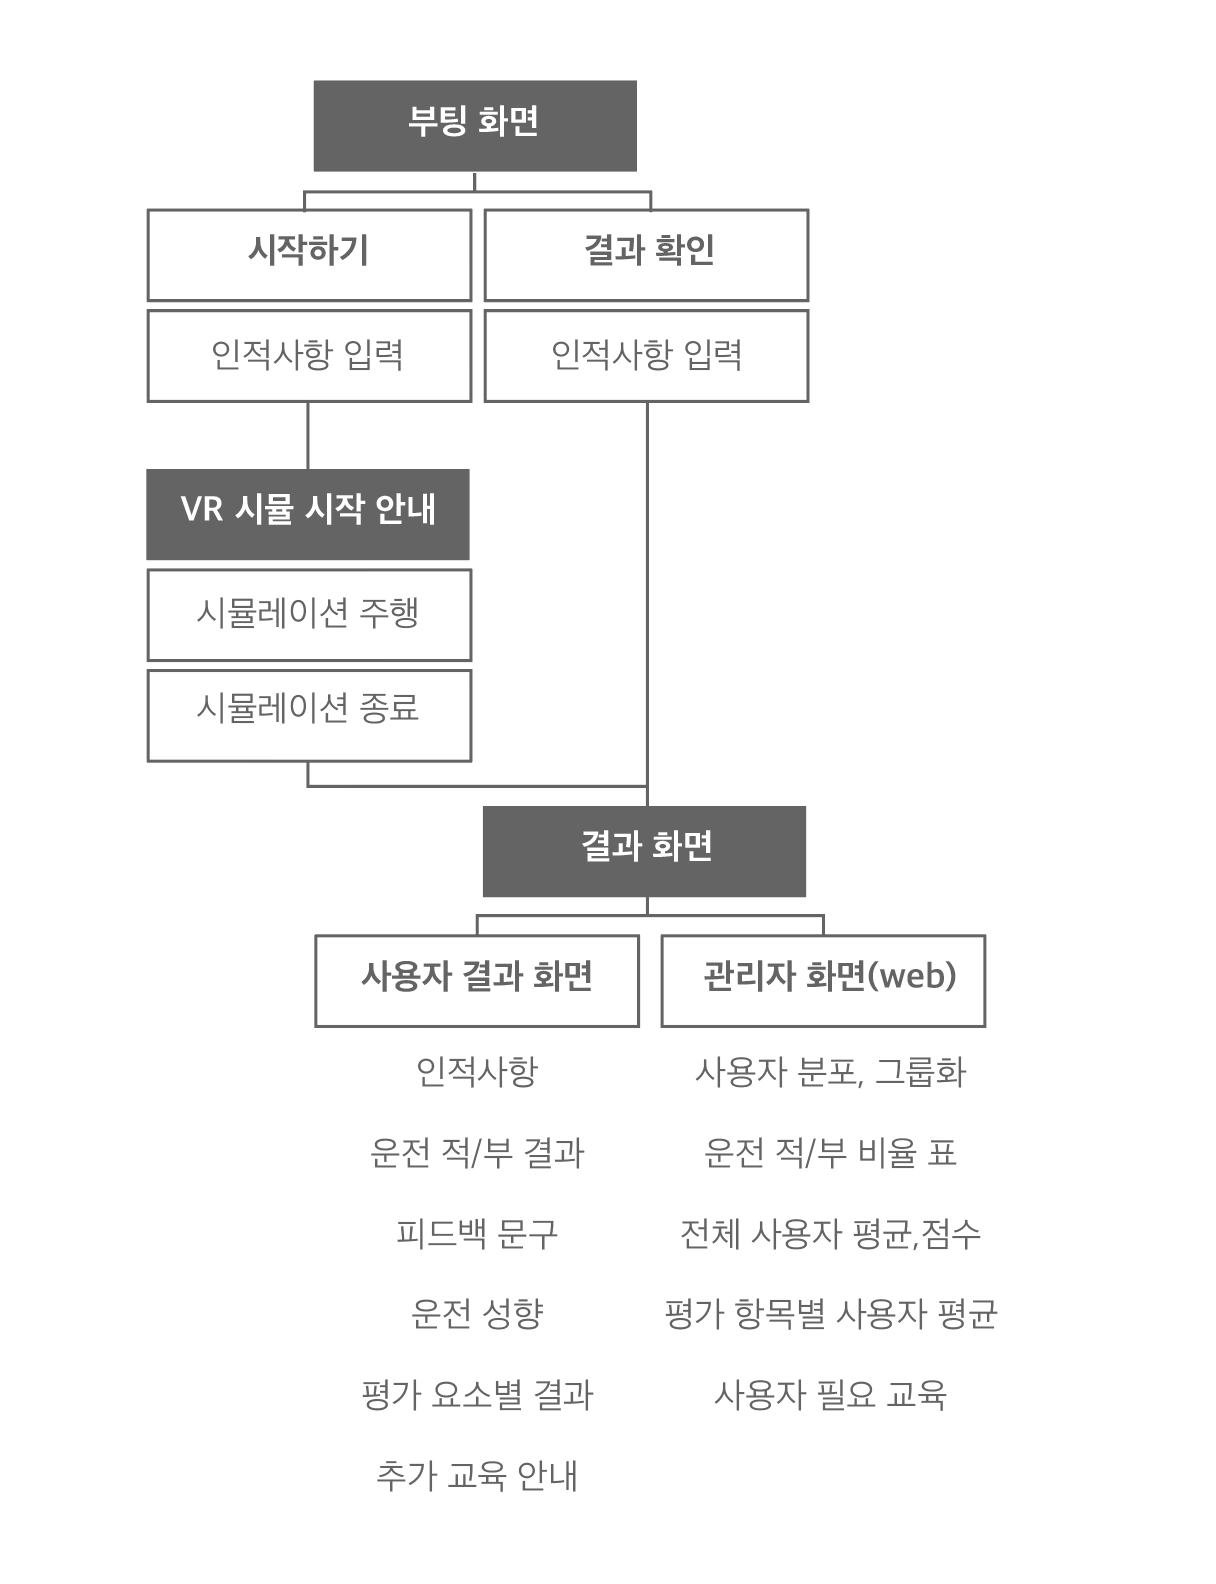 부팅 화면
시작하기
결과 확인
인적사항 입력
인적사항 입력
VR 시뮬 시작 안내
시뮬레이션 주행
시뮬레이션 종료
결과 화면
사용자 결과 화면
관리자 화면(web)
인적사항
사용자 분포, 그룹화
운전 적/부 결과
운전 적/부 비율 표
피드백 문구
전체 사용자 평균,점수
운전 성향
평가 항목별 사용자 평균
평가 요소별 결과
사용자 필요 교육
추가 교육 안내